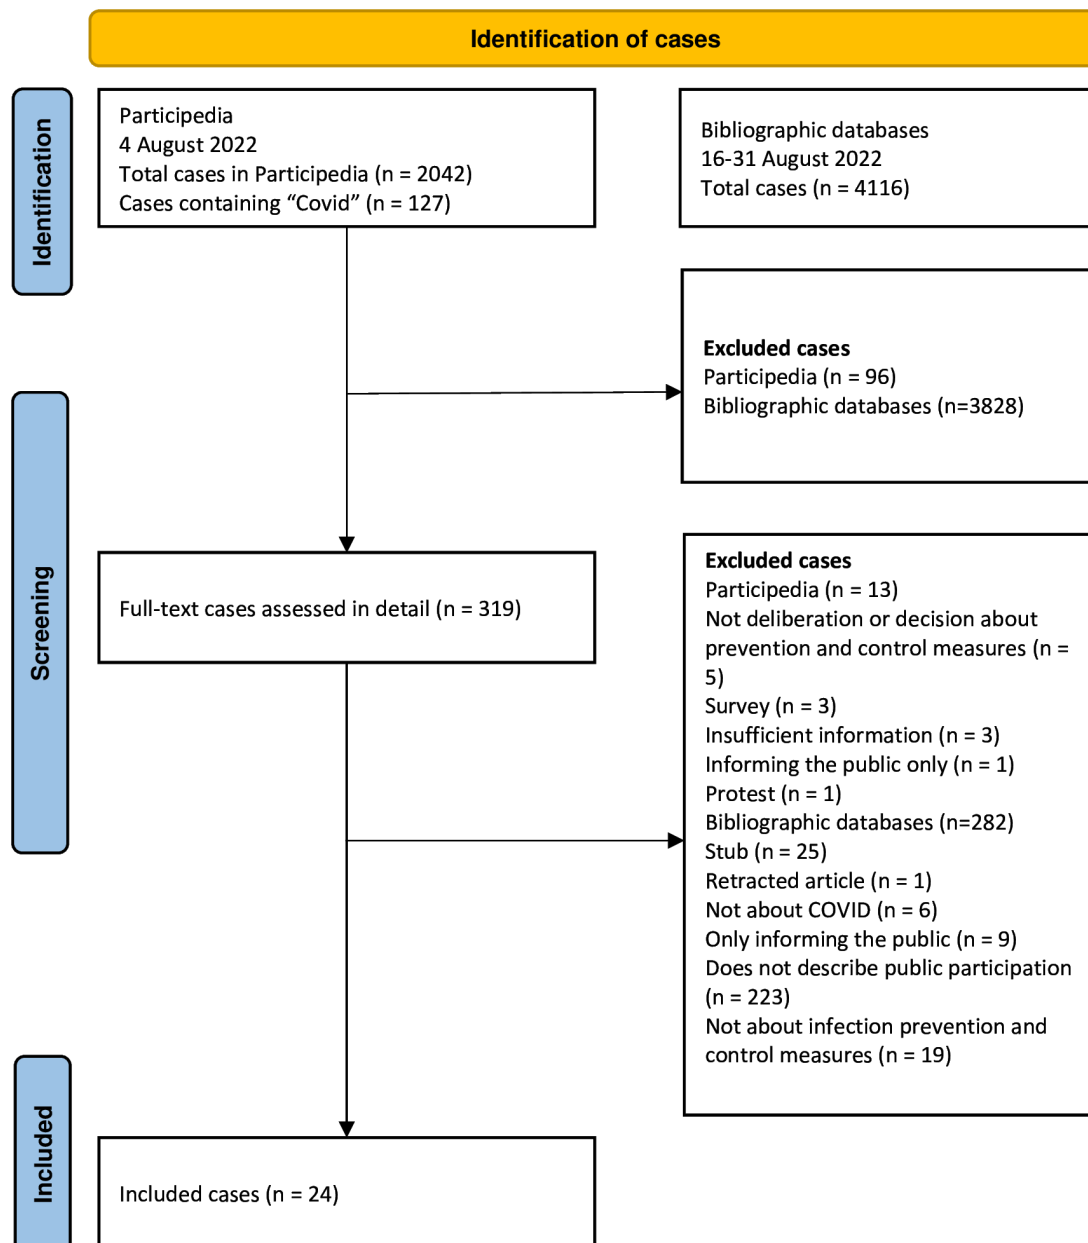 Identification of cases
Identification
Participedia
4 August 2022
Total cases in Participedia (n = 2042)
Cases containing “Covid” (n = 127)
Bibliographic databases
16-31 August 2022
Total cases (n = 4116)
Excluded cases
Participedia (n = 96)
Bibliographic databases (n=3828)
Screening
Full-text cases assessed in detail (n = 319)
Excluded cases
Participedia (n = 13)
Not deliberation or decision about
prevention and control measures (n =
5)
Survey (n = 3)
Insufficient information (n = 3)
Informing the public only (n = 1)
Protest (n = 1)
Bibliographic databases (n=282)
Stub (n = 25)
Retracted article (n = 1)
Not about COVID (n = 6)
Only informing the public (n = 9)
Does not describe public participation
(n = 223)
Not about infection prevention and
control measures (n = 19)
Included
Included cases (n = 24)